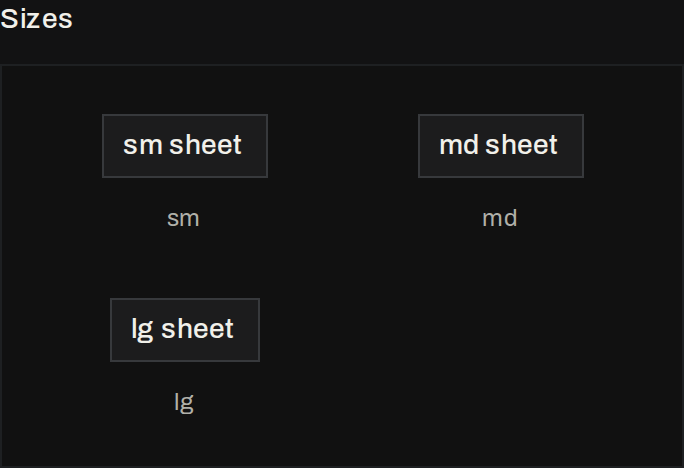 Sizes
sm sheet
md sheet
sm
md
lg sheet
lg